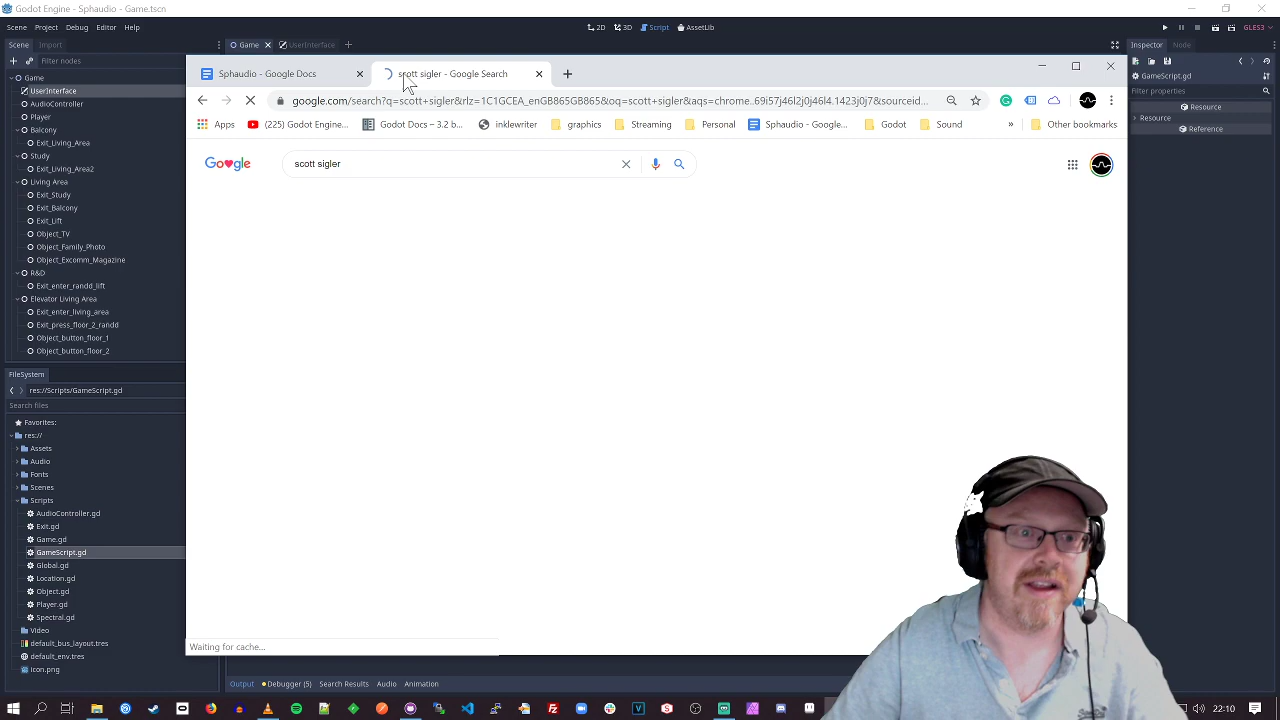 Godot Engine - Sphaudio - Game.tscn
Scene Project Debug Editor Help
2D 3D Script AssetLib
GLES3
Scene Import
Game UserInterface
Inspector Node
Filter nodes
GameScript.gd
Filter properties
Resource
Resource
Reference
Game
UserInterface
AudioController
Player
Balcony
Exit_Living_Area
Study
Exit_Living_Area2
Living Area
Exit_Study
Exit_Balcony
Exit_Lift
Object_TV
Object_Family_Photo
Object_Excomm_Magazine
R&D
Exit_enter_randd_lift
Elevator Living Area
Exit_enter_living_area
Exit_press_floor_2_randd
Object_button_floor_1
Object_button_floor_2
FileSystem
res://Scripts/GameScript.gd
Search files
Favorites:
res://
Assets
Audio
Fonts
Scenes
Scripts
AudioController.gd
Exit.gd
Game.gd
GameScript.gd
Global.gd
Location.gd
Object.gd
Player.gd
Spectral.gd
Video
default_bus_layout.tres
default_env.tres
icon.png
Sphaudio - Google Docs
scott sigler - Google Search
Apps (225) Godot Engine... Godot Docs – 3.2 b... inklewriter graphics Streaming Personal Sphaudio - Google... Godot Sound » Other bookmarks
Google
scott sigler
Waiting for cache...
Output Debugger (5) Search Results Audio Animation
22:10